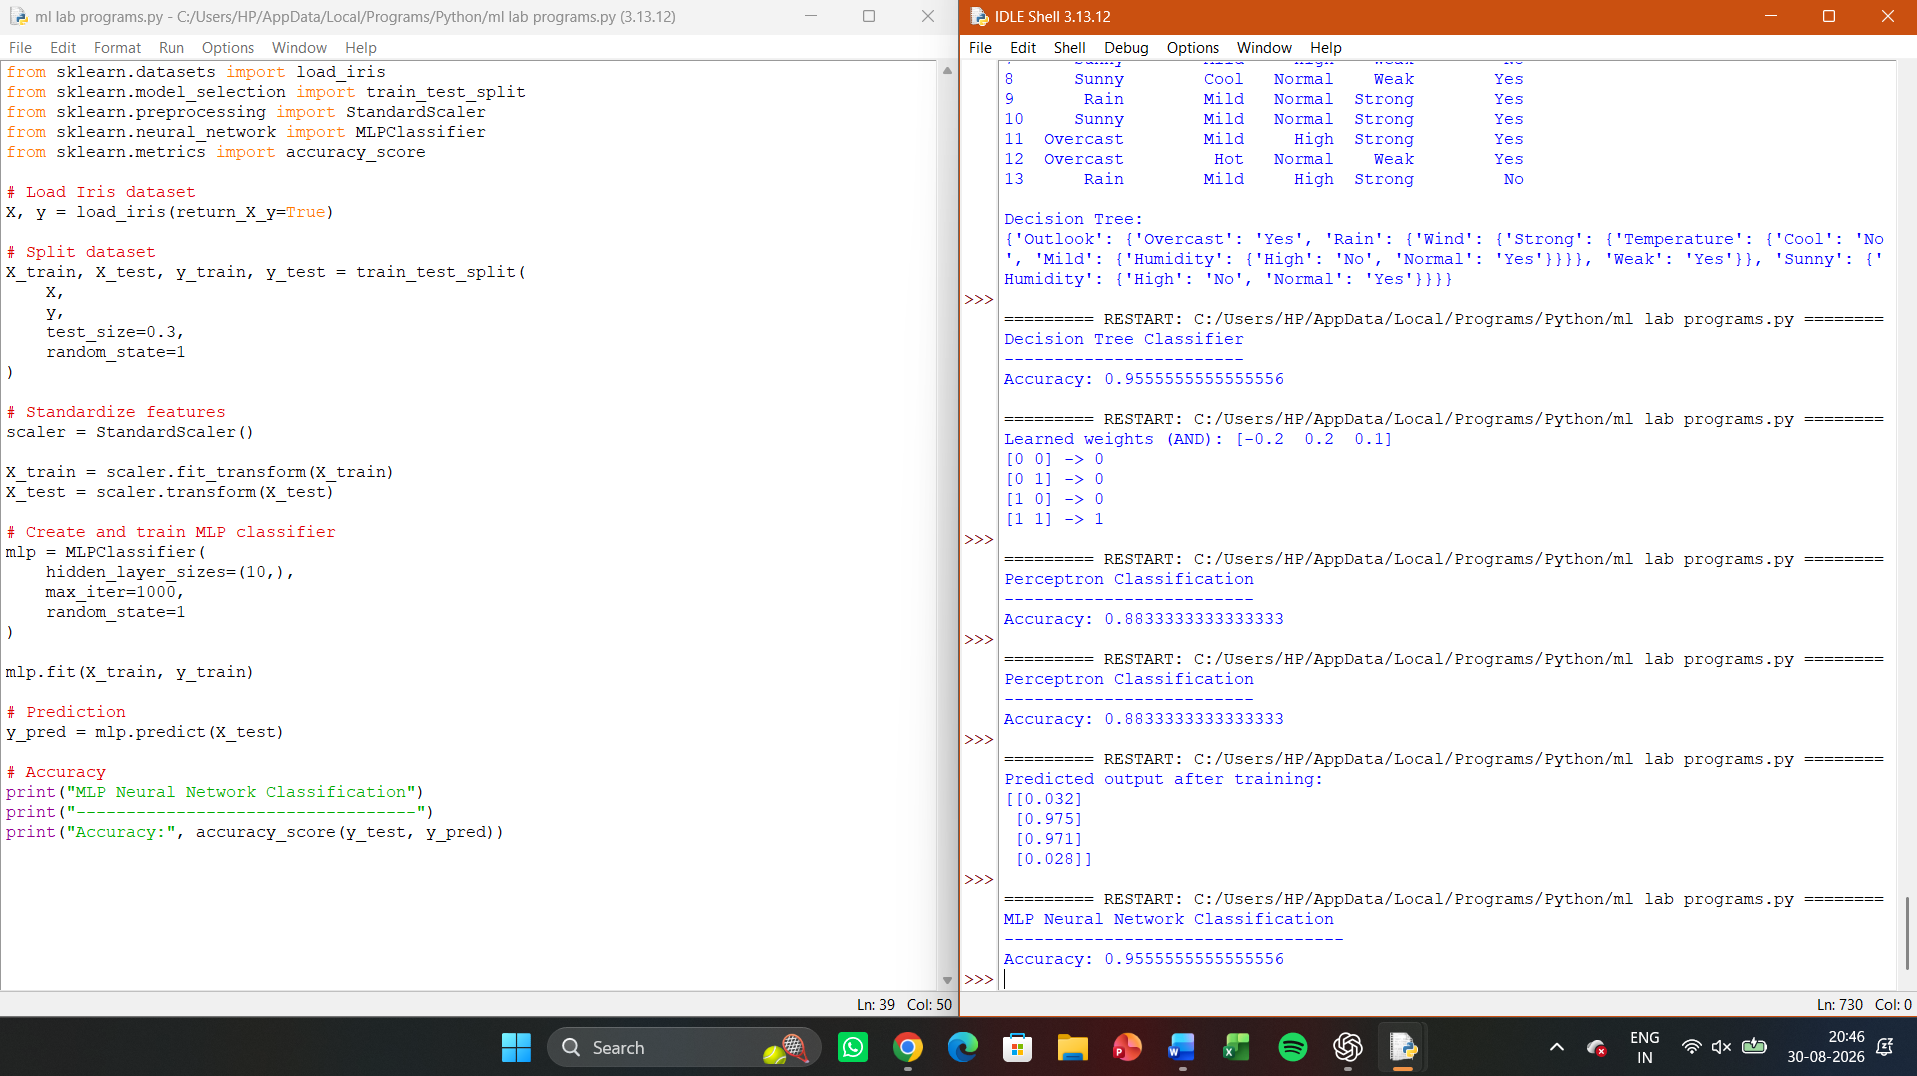 ml lab programs.py - C:/Users/HP/AppData/Local/Programs/Python/ml lab programs.py (3.13.12)
File Edit Format Run Options Window Help
from sklearn.datasets import load_iris
from sklearn.model_selection import train_test_split
from sklearn.preprocessing import StandardScaler
from sklearn.neural_network import MLPClassifier
from sklearn.metrics import accuracy_score
# Load Iris dataset
X, y = load_iris(return_X_y=True)
# Split dataset
X_train, X_test, y_train, y_test = train_test_split(
    X,
    y,
    test_size=0.3,
    random_state=1
)
# Standardize features
scaler = StandardScaler()
X_train = scaler.fit_transform(X_train)
X_test = scaler.transform(X_test)
# Create and train MLP classifier
mlp = MLPClassifier(
    hidden_layer_sizes=(10,),
    max_iter=1000,
    random_state=1
)
mlp.fit(X_train, y_train)
# Prediction
y_pred = mlp.predict(X_test)
# Accuracy
print("MLP Neural Network Classification")
print("----------------------------------")
print("Accuracy:", accuracy_score(y_test, y_pred))
Ln: 39 Col: 50
IDLE Shell 3.13.12
File Edit Shell Debug Options Window Help
7 Sunny Mild High Weak No
8 Sunny Cool Normal Weak Yes
9 Rain Mild Normal Strong Yes
10 Sunny Mild Normal Strong Yes
11 Overcast Mild High Strong Yes
12 Overcast Hot Normal Weak Yes
13 Rain Mild High Strong No
Decision Tree:
{'Outlook': {'Overcast': 'Yes', 'Rain': {'Wind': {'Strong': {'Temperature': {'Cool': 'No
', 'Mild': {'Humidity': {'High': 'No', 'Normal': 'Yes'}}}}, 'Weak': 'Yes'}}, 'Sunny': {'
Humidity': {'High': 'No', 'Normal': 'Yes'}}}}
>>>
========= RESTART: C:/Users/HP/AppData/Local/Programs/Python/ml lab programs.py ========
Decision Tree Classifier
------------------------
Accuracy: 0.9555555555555556
========= RESTART: C:/Users/HP/AppData/Local/Programs/Python/ml lab programs.py ========
Learned weights (AND): [-0.2  0.2  0.1]
[0 0] -> 0
[0 1] -> 0
[1 0] -> 0
[1 1] -> 1
>>>
========= RESTART: C:/Users/HP/AppData/Local/Programs/Python/ml lab programs.py ========
Perceptron Classification
-------------------------
Accuracy: 0.8833333333333333
>>>
========= RESTART: C:/Users/HP/AppData/Local/Programs/Python/ml lab programs.py ========
Perceptron Classification
-------------------------
Accuracy: 0.8833333333333333
>>>
========= RESTART: C:/Users/HP/AppData/Local/Programs/Python/ml lab programs.py ========
Predicted output after training:
[[0.032]
 [0.975]
 [0.971]
 [0.028]]
>>>
========= RESTART: C:/Users/HP/AppData/Local/Programs/Python/ml lab programs.py ========
MLP Neural Network Classification
----------------------------------
Accuracy: 0.9555555555555556
>>>
Ln: 730 Col: 0
Search
ENG
IN
20:46
30-08-2026